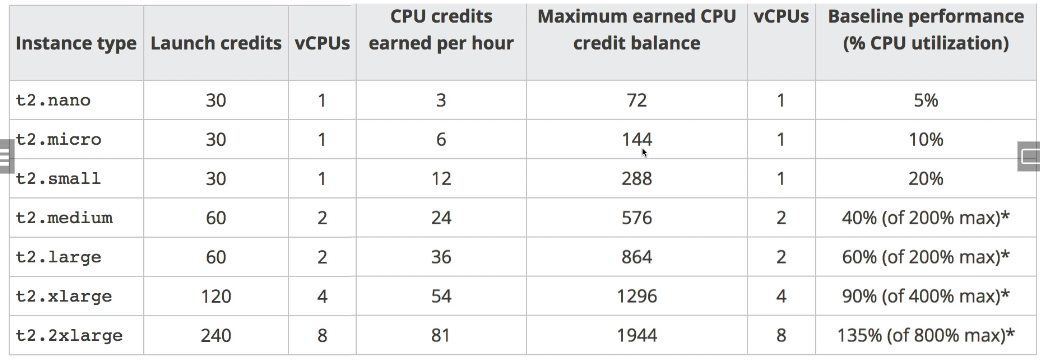 Instance type Launch credits vCPUs CPU credits earned per hour Maximum earned CPU credit balance vCPUs Baseline performance (% CPU utilization)
t2.nano 30 1 3 72 1 5%
t2.micro 30 1 6 144 1 10%
t2.small 30 1 12 288 1 20%
t2.medium 60 2 24 576 2 40% (of 200% max)*
t2.large 60 2 36 864 2 60% (of 200% max)*
t2.xlarge 120 4 54 1296 4 90% (of 400% max)*
t2.2xlarge 240 8 81 1944 8 135% (of 800% max)*